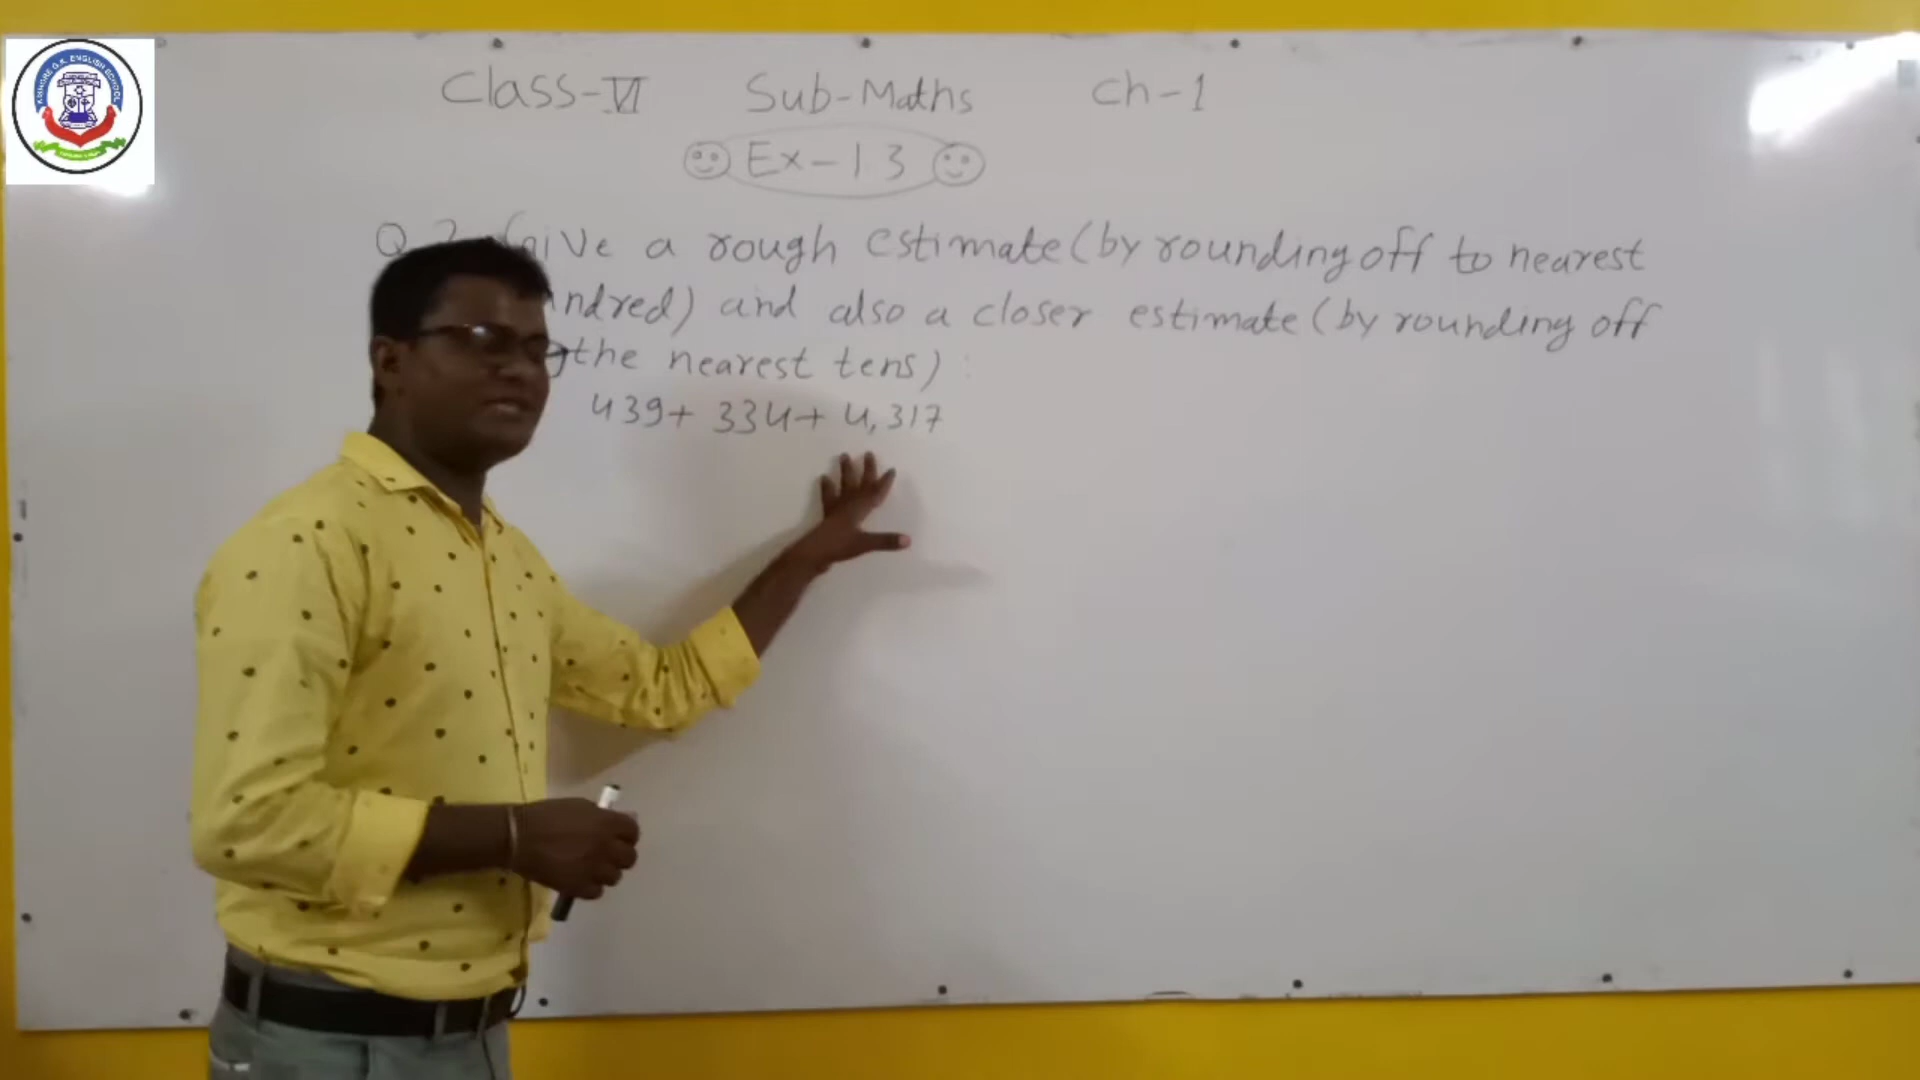 Class-VI Sub-Maths Ch-1
Ex-1 3
Give a rough estimate (by rounding off to nearest
ndred) and also a closer estimate (by rounding off
the nearest tens) :
439+ 334+ 4,317